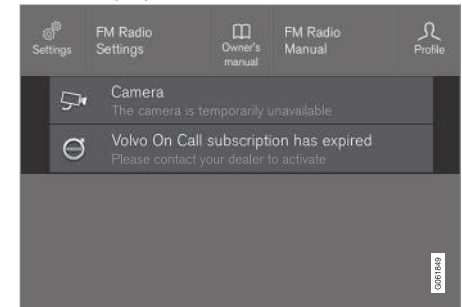 Settings
FM Radio
Settings
Owner's
manual
FM Radio
Manual
Profile
Camera
The camera is temporarily unavailable
Volvo On Call subscription has expired
Please contact your dealer to activate
G061849